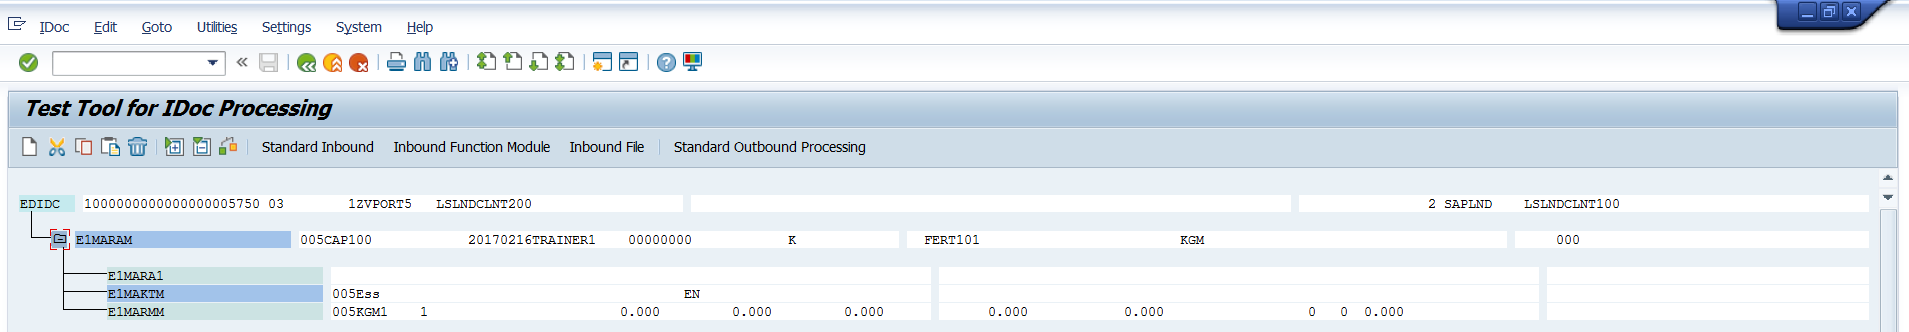 IDoc Edit Goto Utilities Settings System Help
Test Tool for IDoc Processing
Standard Inbound Inbound Function Module Inbound File Standard Outbound Processing
EDIDC 1000000000000000005750 03 1ZVPORT5 LSLNDCLNT200 2 SAPLND LSLNDCLNT100
E1MARAM 005CAP100 20170216TRAINER1 00000000 K FERT101 KGM 000
E1MARA1
E1MAKTM 005Ess EN
E1MARMM 005KGM1 1 0.000 0.000 0.000 0.000 0.000 0 0 0.000